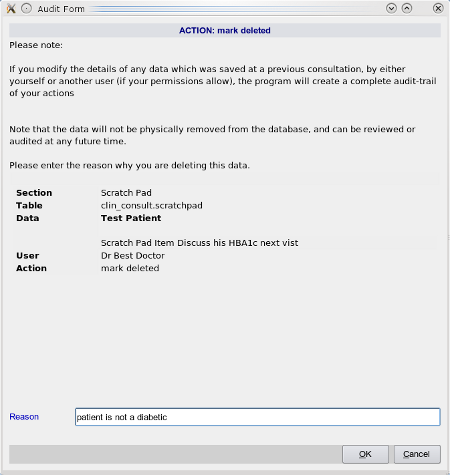 Audit Form
ACTION: mark deleted
Please note:
If you modify the details of any data which was saved at a previous consultation, by either
yourself or another user (if your permissions allow), the program will create a complete audit-trail
of your actions
Note that the data will not be physically removed from the database, and can be reviewed or
audited at any future time.
Please enter the reason why you are deleting this data.
Section Scratch Pad
Table clin_consult.scratchpad
Data Test Patient
Scratch Pad Item Discuss his HBA1c next vist
User Dr Best Doctor
Action mark deleted
Reason patient is not a diabetic
OK Cancel